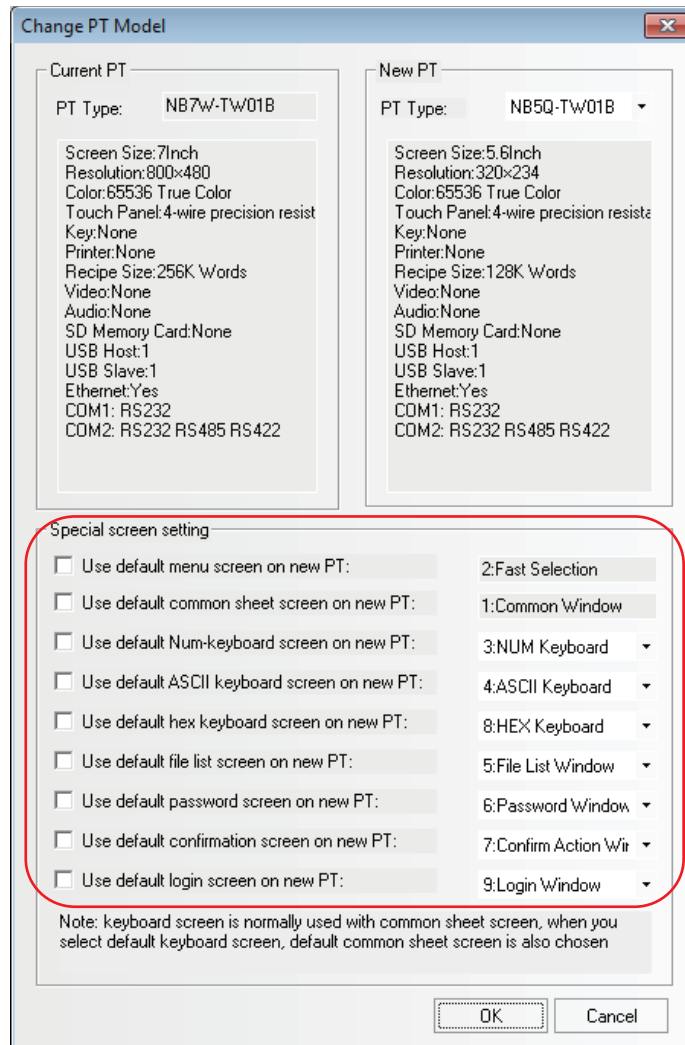 Change PT Model
Current PT
PT Type: NB7W-TW01B
Screen Size:7Inch
Resolution:800×480
Color:65536 True Color
Touch Panel:4-wire precision resist
Key:None
Printer:None
Recipe Size:256K Words
Video:None
Audio:None
SD Memory Card:None
USB Host:1
USB Slave:1
Ethernet:Yes
COM1: RS232
COM2: RS232 RS485 RS422
New PT
PT Type: NB5Q-TW01B
Screen Size:5.6Inch
Resolution:320×234
Color:65536 True Color
Touch Panel:4-wire precision resista
Key:None
Printer:None
Recipe Size:128K Words
Video:None
Audio:None
SD Memory Card:None
USB Host:1
USB Slave:1
Ethernet:Yes
COM1: RS232
COM2: RS232 RS485 RS422
Special screen setting
Use default menu screen on new PT: 2:Fast Selection
Use default common sheet screen on new PT: 1:Common Window
Use default Num-keyboard screen on new PT: 3:NUM Keyboard
Use default ASCII keyboard screen on new PT: 4:ASCII Keyboard
Use default hex keyboard screen on new PT: 8:HEX Keyboard
Use default file list screen on new PT: 5:File List Window
Use default password screen on new PT: 6:Password Window
Use default confirmation screen on new PT: 7:Confirm Action Wir
Use default login screen on new PT: 9:Login Window
Note: keyboard screen is normally used with common sheet screen, when you
select default keyboard screen, default common sheet screen is also chosen
OK Cancel